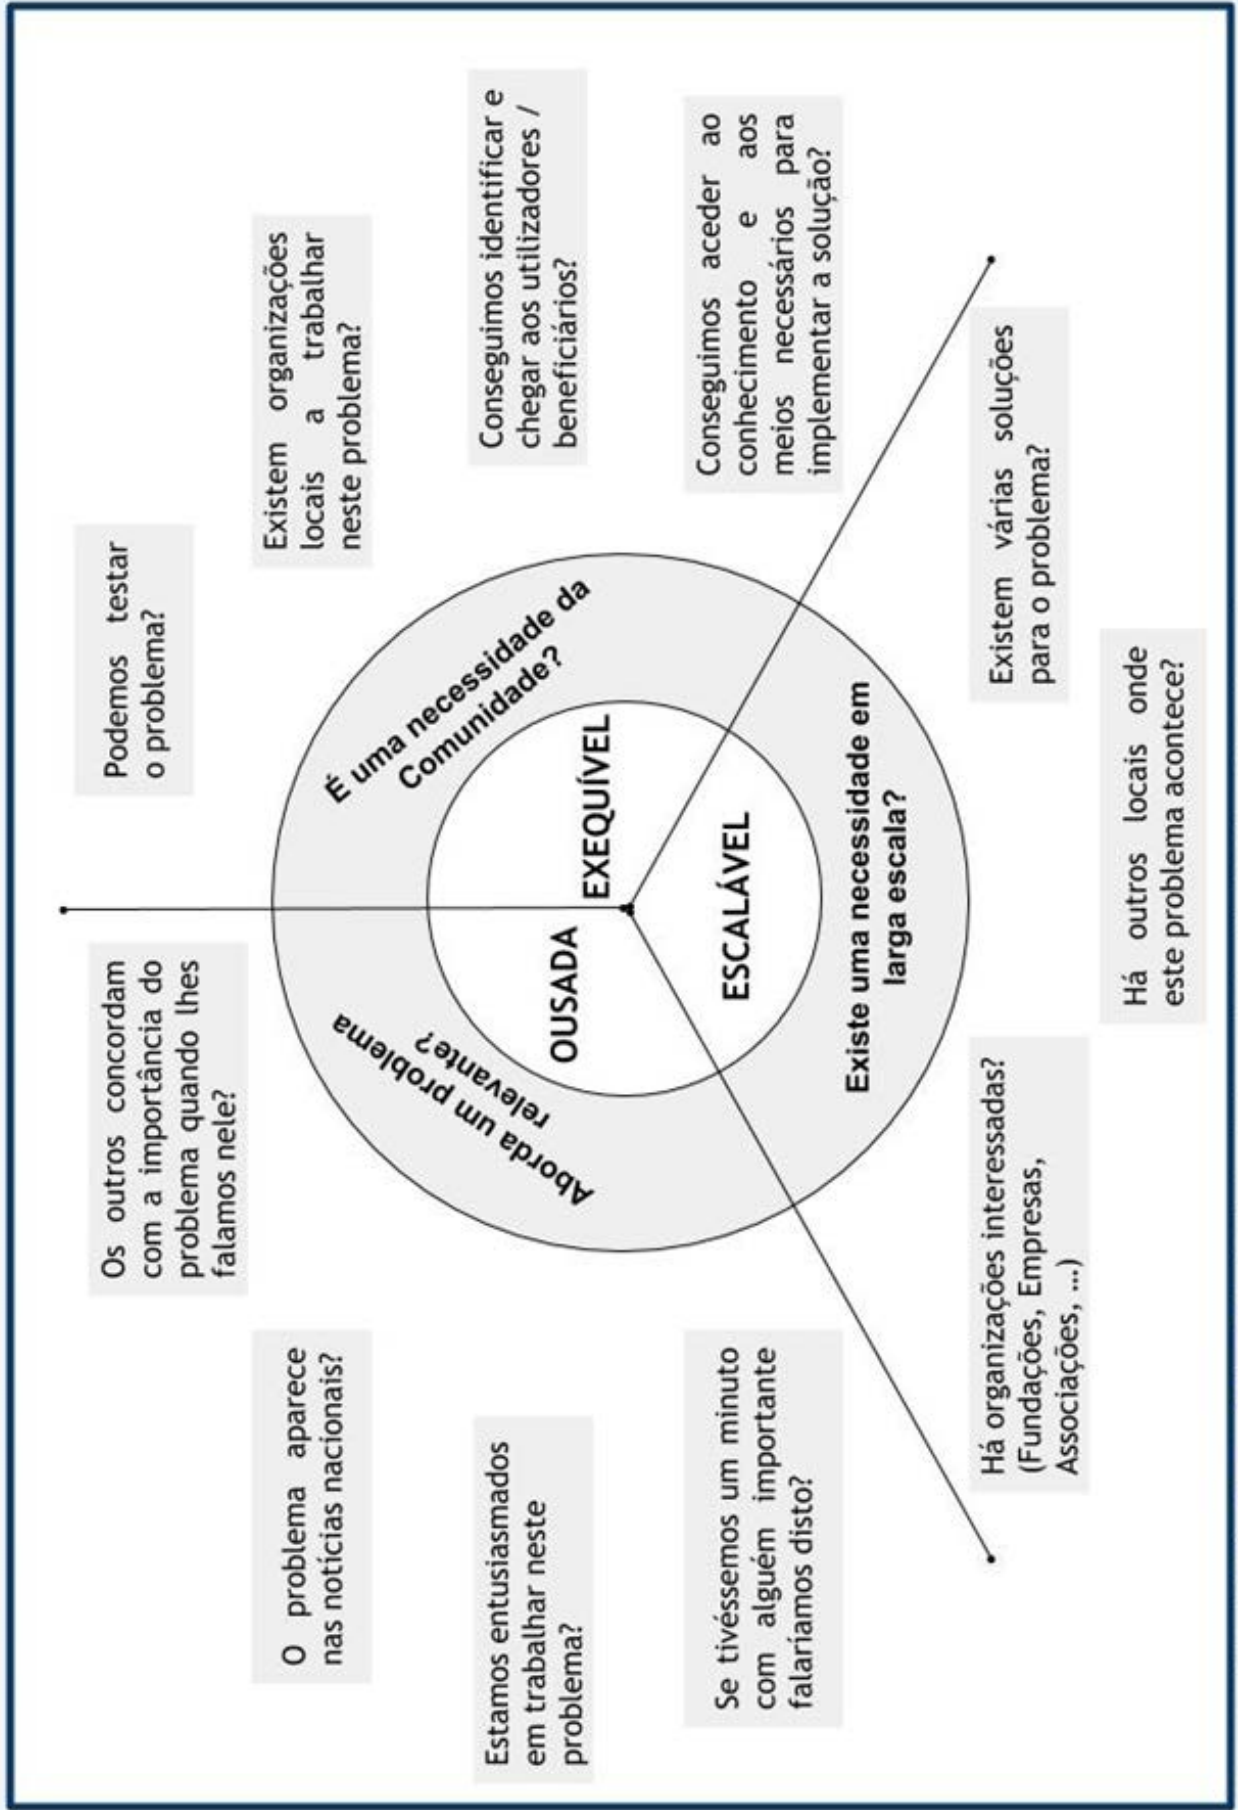 Os outros concordam
com a importância do
problema quando lhes
falamos nele?
O problema aparece
nas notícias nacionais?
Estamos entusiasmados
em trabalhar neste
problema?
Se tivéssemos um minuto
com alguém importante
falaríamos disto?
Podemos testar
o problema?
Existem organizações
locais a trabalhar
neste problema?
Conseguimos identificar e
chegar aos utilizadores /
beneficiários?
Conseguimos aceder ao
conhecimento e aos
meios necessários para
implementar a solução?
Aborda um problema
relevante?
OUSADA
É uma necessidade da
Comunidade?
EXEQUÍVEL
ESCALÁVEL
Existe uma necessidade em
larga escala?
Há organizações interessadas?
(Fundações, Empresas,
Associações, ...)
Há outros locais onde
este problema acontece?
Existem várias soluções
para o problema?